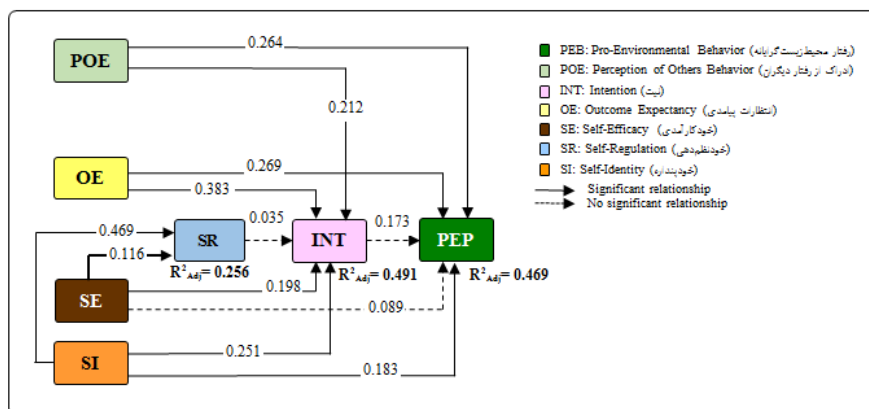 0.264
POE
0.212
OE
0.269
0.383
0.469
SR
0.035
INT
0.173
PEP
0.116
R²Adj= 0.256
R²Adj= 0.491
R²Adj= 0.469
SE
0.198
0.089
SI
0.251
0.183
PEB: Pro-Environmental Behavior (رفتار محیط‌زیست‌گرایانه)
POE: Perception of Others Behavior (ادراک از رفتار دیگران)
INT: Intention (نیت)
OE: Outcome Expectancy (انتظارات پیامدی)
SE: Self-Efficacy (خودکارآمدی)
SR: Self-Regulation (خودنظم‌دهی)
SI: Self-Identity (خودپنداره)
Significant relationship
No significant relationship